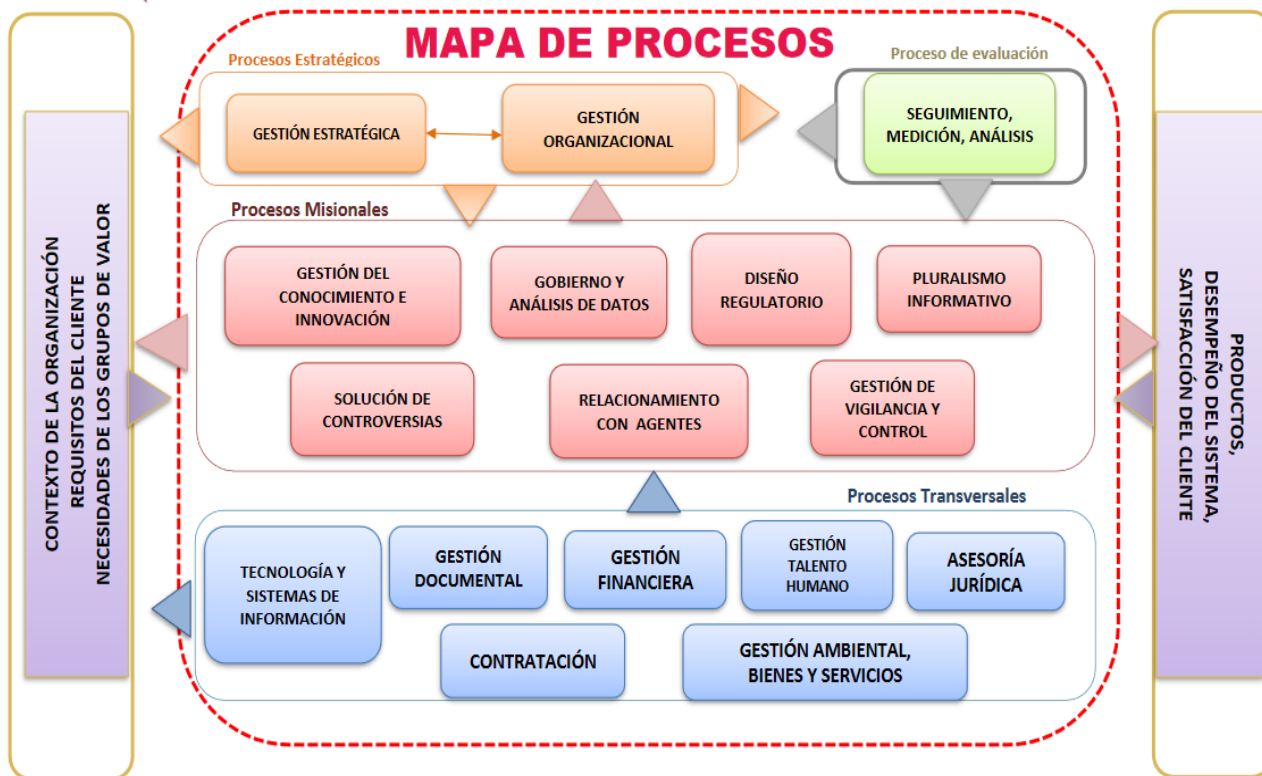 MAPA DE PROCESOS
Procesos Estratégicos
Proceso de evaluación
GESTIÓN ESTRATÉGICA
GESTIÓN
ORGANIZACIONAL
SEGUIMIENTO,
MEDICIÓN, ANÁLISIS
Procesos Misionales
GESTIÓN DEL
CONOCIMIENTO E
INNOVACIÓN
GOBIERNO Y
ANÁLISIS DE DATOS
DISEÑO
REGULATORIO
PLURALISMO
INFORMATIVO
SOLUCIÓN DE
CONTROVERSIAS
RELACIONAMIENTO
CON AGENTES
GESTIÓN DE
VIGILANCIA Y
CONTROL
Procesos Transversales
TECNOLOGÍA Y
SISTEMAS DE
INFORMACIÓN
GESTIÓN
DOCUMENTAL
GESTIÓN
FINANCIERA
GESTIÓN
TALENTO
HUMANO
ASESORÍA
JURÍDICA
CONTRATACIÓN
GESTIÓN AMBIENTAL,
BIENES Y SERVICIOS
CONTEXTO DE LA ORGANIZACIÓN
REQUISITOS DEL CLIENTE
NECESIDADES DE LOS GRUPOS DE VALOR
PRODUCTOS,
DESEMPEÑO DEL SISTEMA,
SATISFACCIÓN DEL CLIENTE